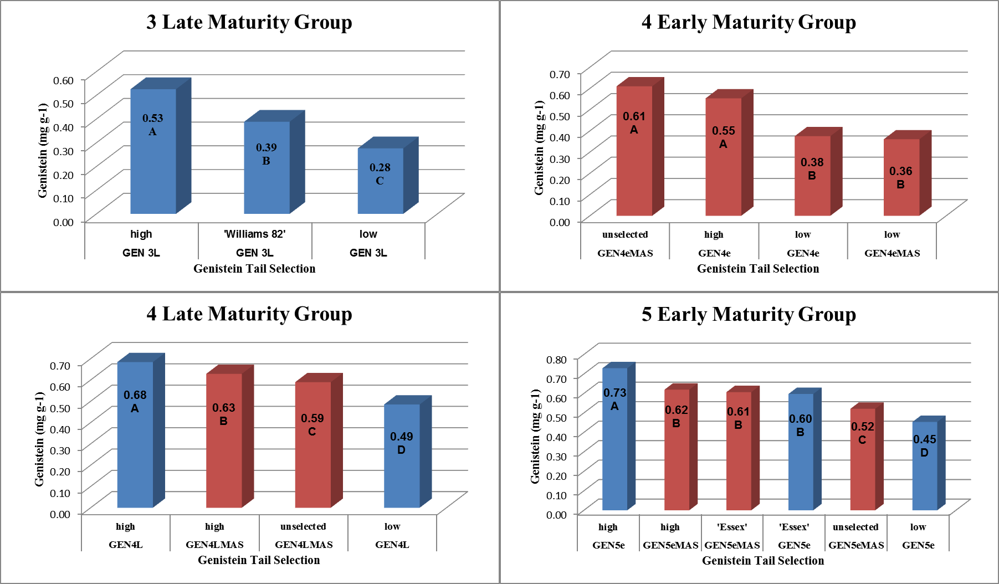 3 Late Maturity Group
Genistein (mg g-1)
0.60
0.50
0.40
0.30
0.20
0.10
0.00
0.53
A
0.39
B
0.28
C
high 'Williams 82' low
GEN 3L GEN 3L GEN 3L
Genistein Tail Selection
4 Early Maturity Group
Genistein (mg g-1)
0.70
0.60
0.50
0.40
0.30
0.20
0.10
0.00
0.61
A
0.55
A
0.38
B
0.36
B
unselected high low low
GEN4eMAS GEN4e GEN4e GEN4eMAS
Genistein Tail Selection
4 Late Maturity Group
Genistein (mg g-1)
0.70
0.60
0.50
0.40
0.30
0.20
0.10
0.00
0.68
A
0.63
B
0.59
C
0.49
D
high high unselected low
GEN4L GEN4LMAS GEN4LMAS GEN4L
Genistein Tail Selection
5 Early Maturity Group
Genistein (mg g-1)
0.80
0.70
0.60
0.50
0.40
0.30
0.20
0.10
0.00
0.73
A
0.62
B
0.61
B
0.60
B
0.52
C
0.45
D
high high 'Essex' 'Essex' unselected low
GEN5e GEN5eMAS GEN5eMAS GEN5e GEN5eMAS GEN5e
Genistein Tail Selection